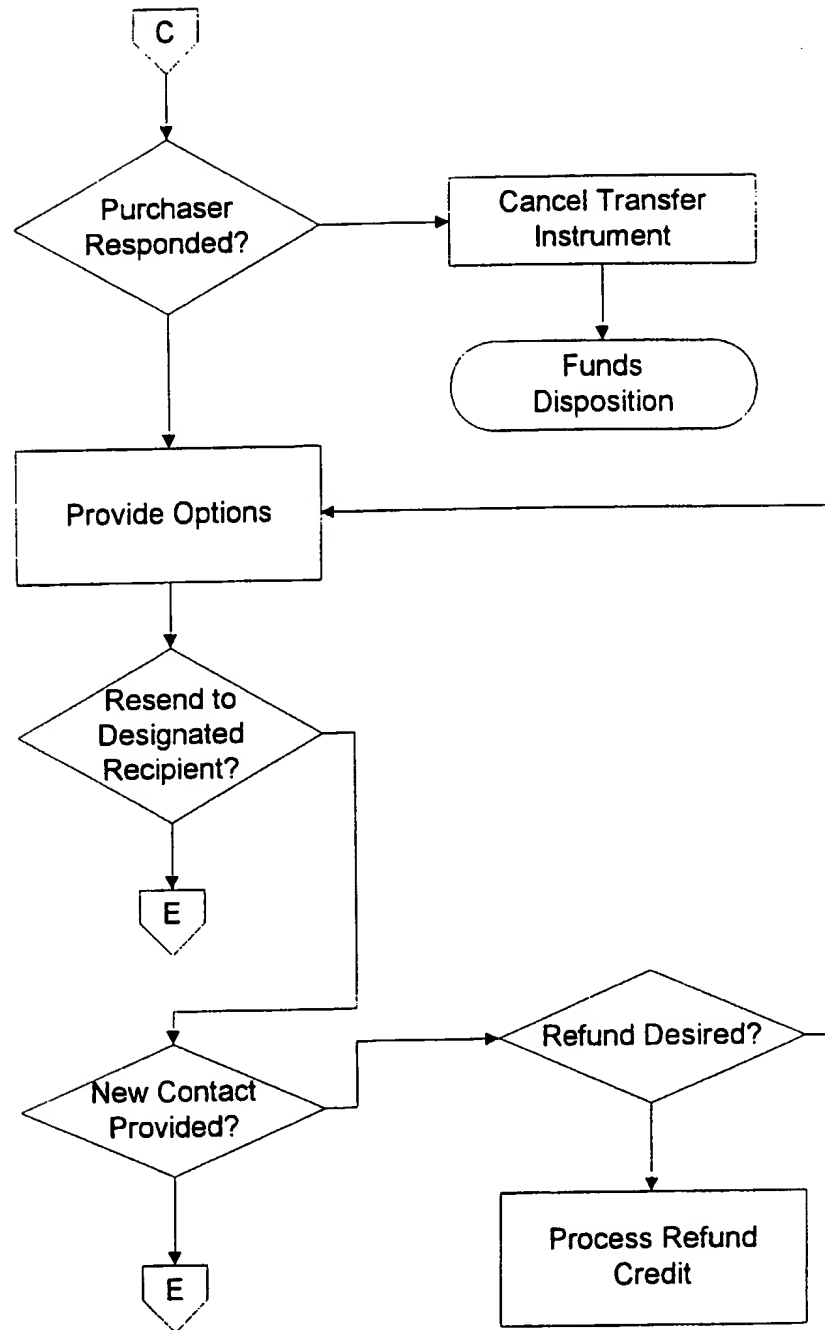 C
Purchaser
Responded?
Cancel Transfer
Instrument
Funds
Disposition
Provide Options
Resend to
Designated
Recipient?
E
Refund Desired?
New Contact
Provided?
Process Refund
Credit
E